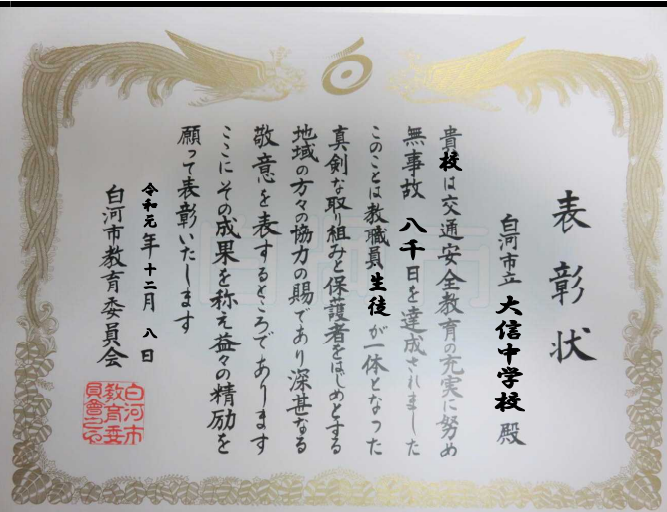 表彰状
白河市立 大信中学校 殿
貴校は交通安全教育の充実に努め
無事故 八千日を達成されました
このことは教職員生徒が一体となった
真剣な取り組みと保護者をはじめとする
地域の方々の協力の賜であり深甚なる
敬意を表するところであります
ここにその成果を称え益々の精励を
願って表彰いたします
令和元年十二月 八 日
白河市教育委員会
白河市
教育委
員會之印
白河市